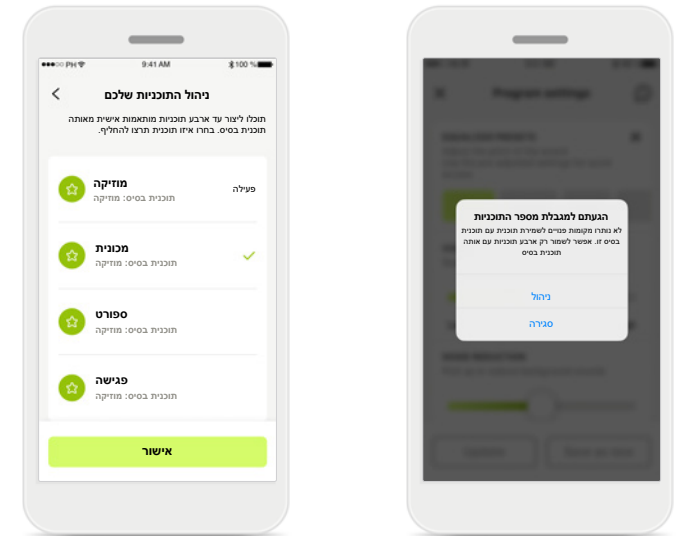 PH 9:41 AM 100 %
ניהול התוכניות שלכם
תוכלו ליצור עד ארבע תוכניות מותאמות אישית מאותה
תוכנית בסיס. בחרו איזו תוכנית תרצו להחליף.
מוזיקה
תוכנית בסיס: מוזיקה
פעילה
מכונית
תוכנית בסיס: מוזיקה
ספורט
תוכנית בסיס: מוזיקה
פגישה
תוכנית בסיס: מוזיקה
אישור
Program settings
הגעתם למגבלת מספר התוכניות
לא נותרו מקומות פנויים לשמירת תוכנית עם תוכנית
בסיס זו. אפשר לשמור רק ארבע תוכניות עם אותה
תוכנית בסיס
ניהול
סגירה